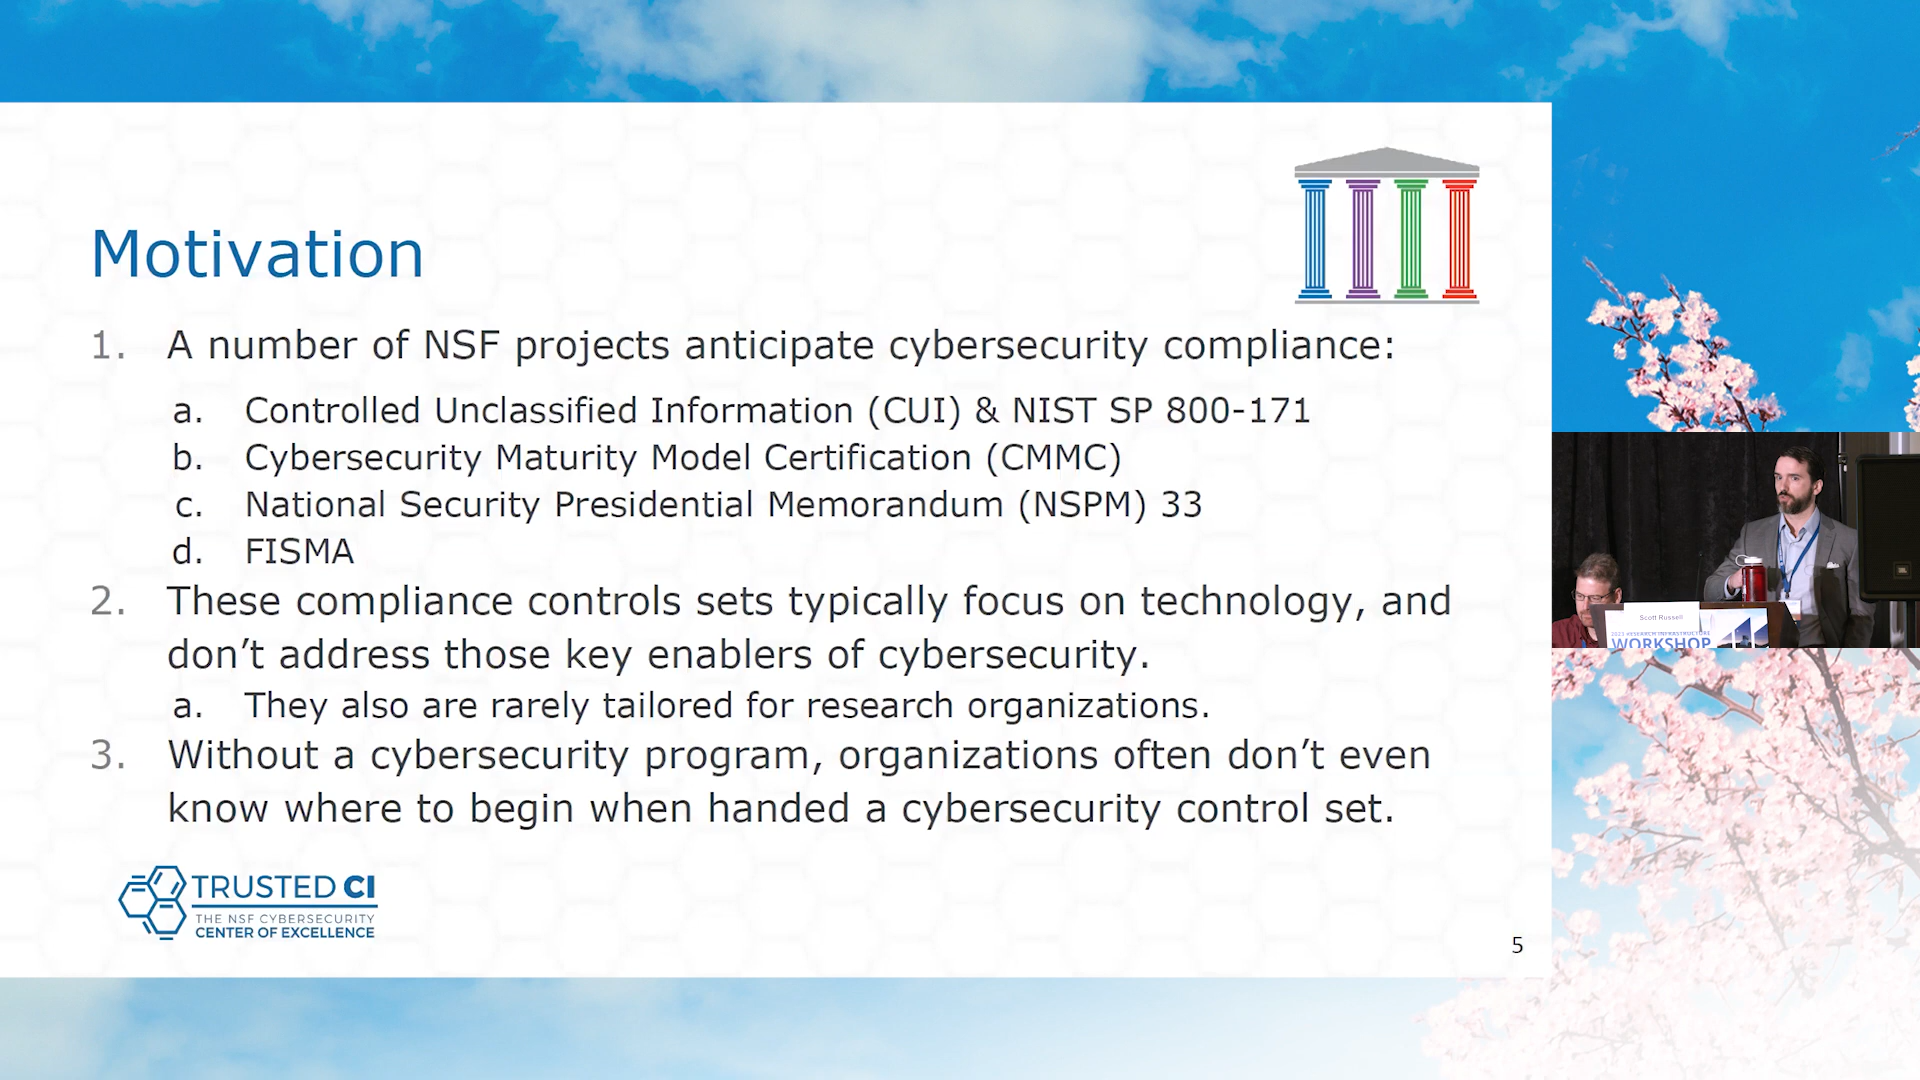 Motivation
1. A number of NSF projects anticipate cybersecurity compliance:
a. Controlled Unclassified Information (CUI) & NIST SP 800-171
b. Cybersecurity Maturity Model Certification (CMMC)
c. National Security Presidential Memorandum (NSPM) 33
d. FISMA
2. These compliance controls sets typically focus on technology, and
don’t address those key enablers of cybersecurity.
a. They also are rarely tailored for research organizations.
3. Without a cybersecurity program, organizations often don’t even
know where to begin when handed a cybersecurity control set.
TRUSTED CI
THE NSF CYBERSECURITY
CENTER OF EXCELLENCE
5
Scott Russell
2023 RESEARCH INFRASTRUCTURE
WORKSHOP
JBL